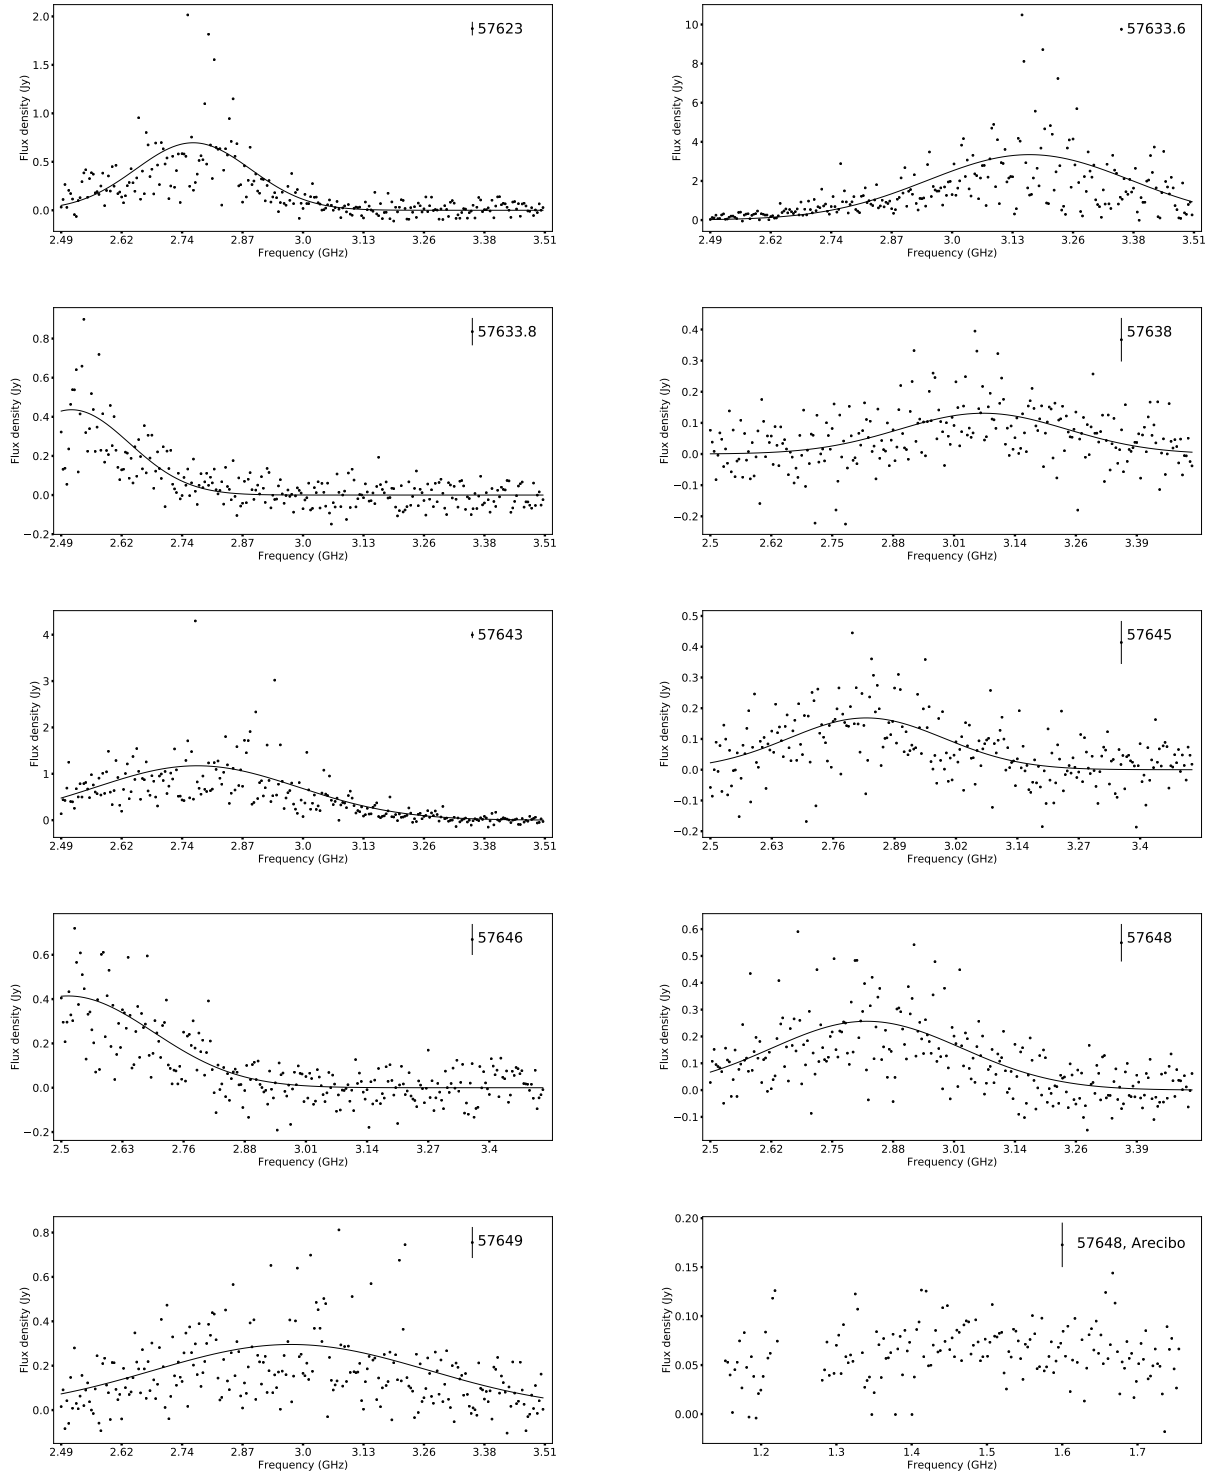 57623
Flux density (Jy)
2.0
1.5
1.0
0.5
0.0
2.49 2.62 2.74 2.87 3.0 3.13 3.26 3.38 3.51
Frequency (GHz)
57633.6
Flux density (Jy)
10
8
6
4
2
0
2.49 2.62 2.74 2.87 3.0 3.13 3.26 3.38 3.51
Frequency (GHz)
57633.8
Flux density (Jy)
0.8
0.6
0.4
0.2
0.0
−0.2
2.49 2.62 2.74 2.87 3.0 3.13 3.26 3.38 3.51
Frequency (GHz)
57638
Flux density (Jy)
0.4
0.3
0.2
0.1
0.0
−0.1
−0.2
2.5 2.62 2.75 2.88 3.01 3.14 3.26 3.39
Frequency (GHz)
57643
Flux density (Jy)
4
3
2
1
0
2.49 2.62 2.74 2.87 3.0 3.13 3.26 3.38 3.51
Frequency (GHz)
57645
Flux density (Jy)
0.5
0.4
0.3
0.2
0.1
0.0
−0.1
−0.2
2.5 2.63 2.76 2.89 3.02 3.14 3.27 3.4
Frequency (GHz)
57646
Flux density (Jy)
0.6
0.4
0.2
0.0
−0.2
2.5 2.63 2.76 2.88 3.01 3.14 3.27 3.4
Frequency (GHz)
57648
Flux density (Jy)
0.6
0.5
0.4
0.3
0.2
0.1
0.0
−0.1
2.5 2.62 2.75 2.88 3.01 3.14 3.26 3.39
Frequency (GHz)
57649
Flux density (Jy)
0.8
0.6
0.4
0.2
0.0
2.49 2.62 2.74 2.87 3.0 3.13 3.26 3.38 3.51
Frequency (GHz)
57648, Arecibo
Flux density (Jy)
0.20
0.15
0.10
0.05
0.00
1.2 1.3 1.4 1.5 1.6 1.7
Frequency (GHz)